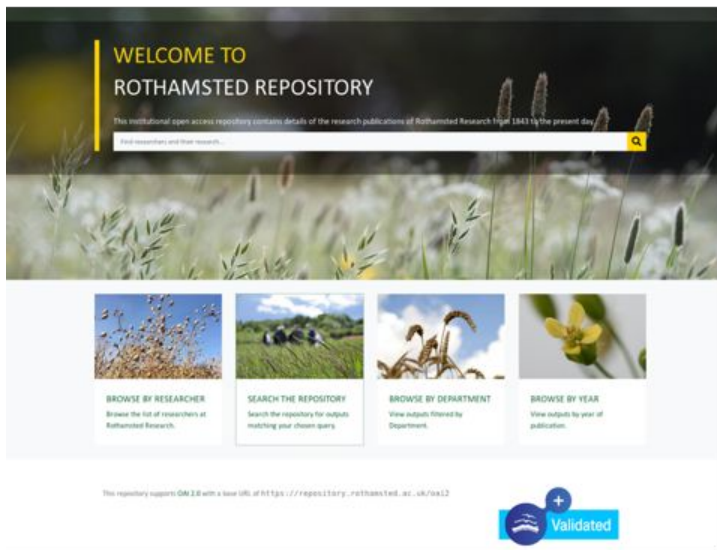 WELCOME TO
ROTHAMSTED REPOSITORY
This institutional open access repository contains details of the research publications of Rothamsted Research from 1843 to the present day.
Find researchers and their research...
BROWSE BY RESEARCHER
Browse the list of researchers at
Rothamsted Research.
SEARCH THE REPOSITORY
Search the repository for outputs
matching your chosen query.
BROWSE BY DEPARTMENT
View outputs filtered by
Department.
BROWSE BY YEAR
View outputs by year of
publication.
This repository supports OAI 2.0 with a base URL of https://repository.rothamsted.ac.uk/oai2
+
Validated